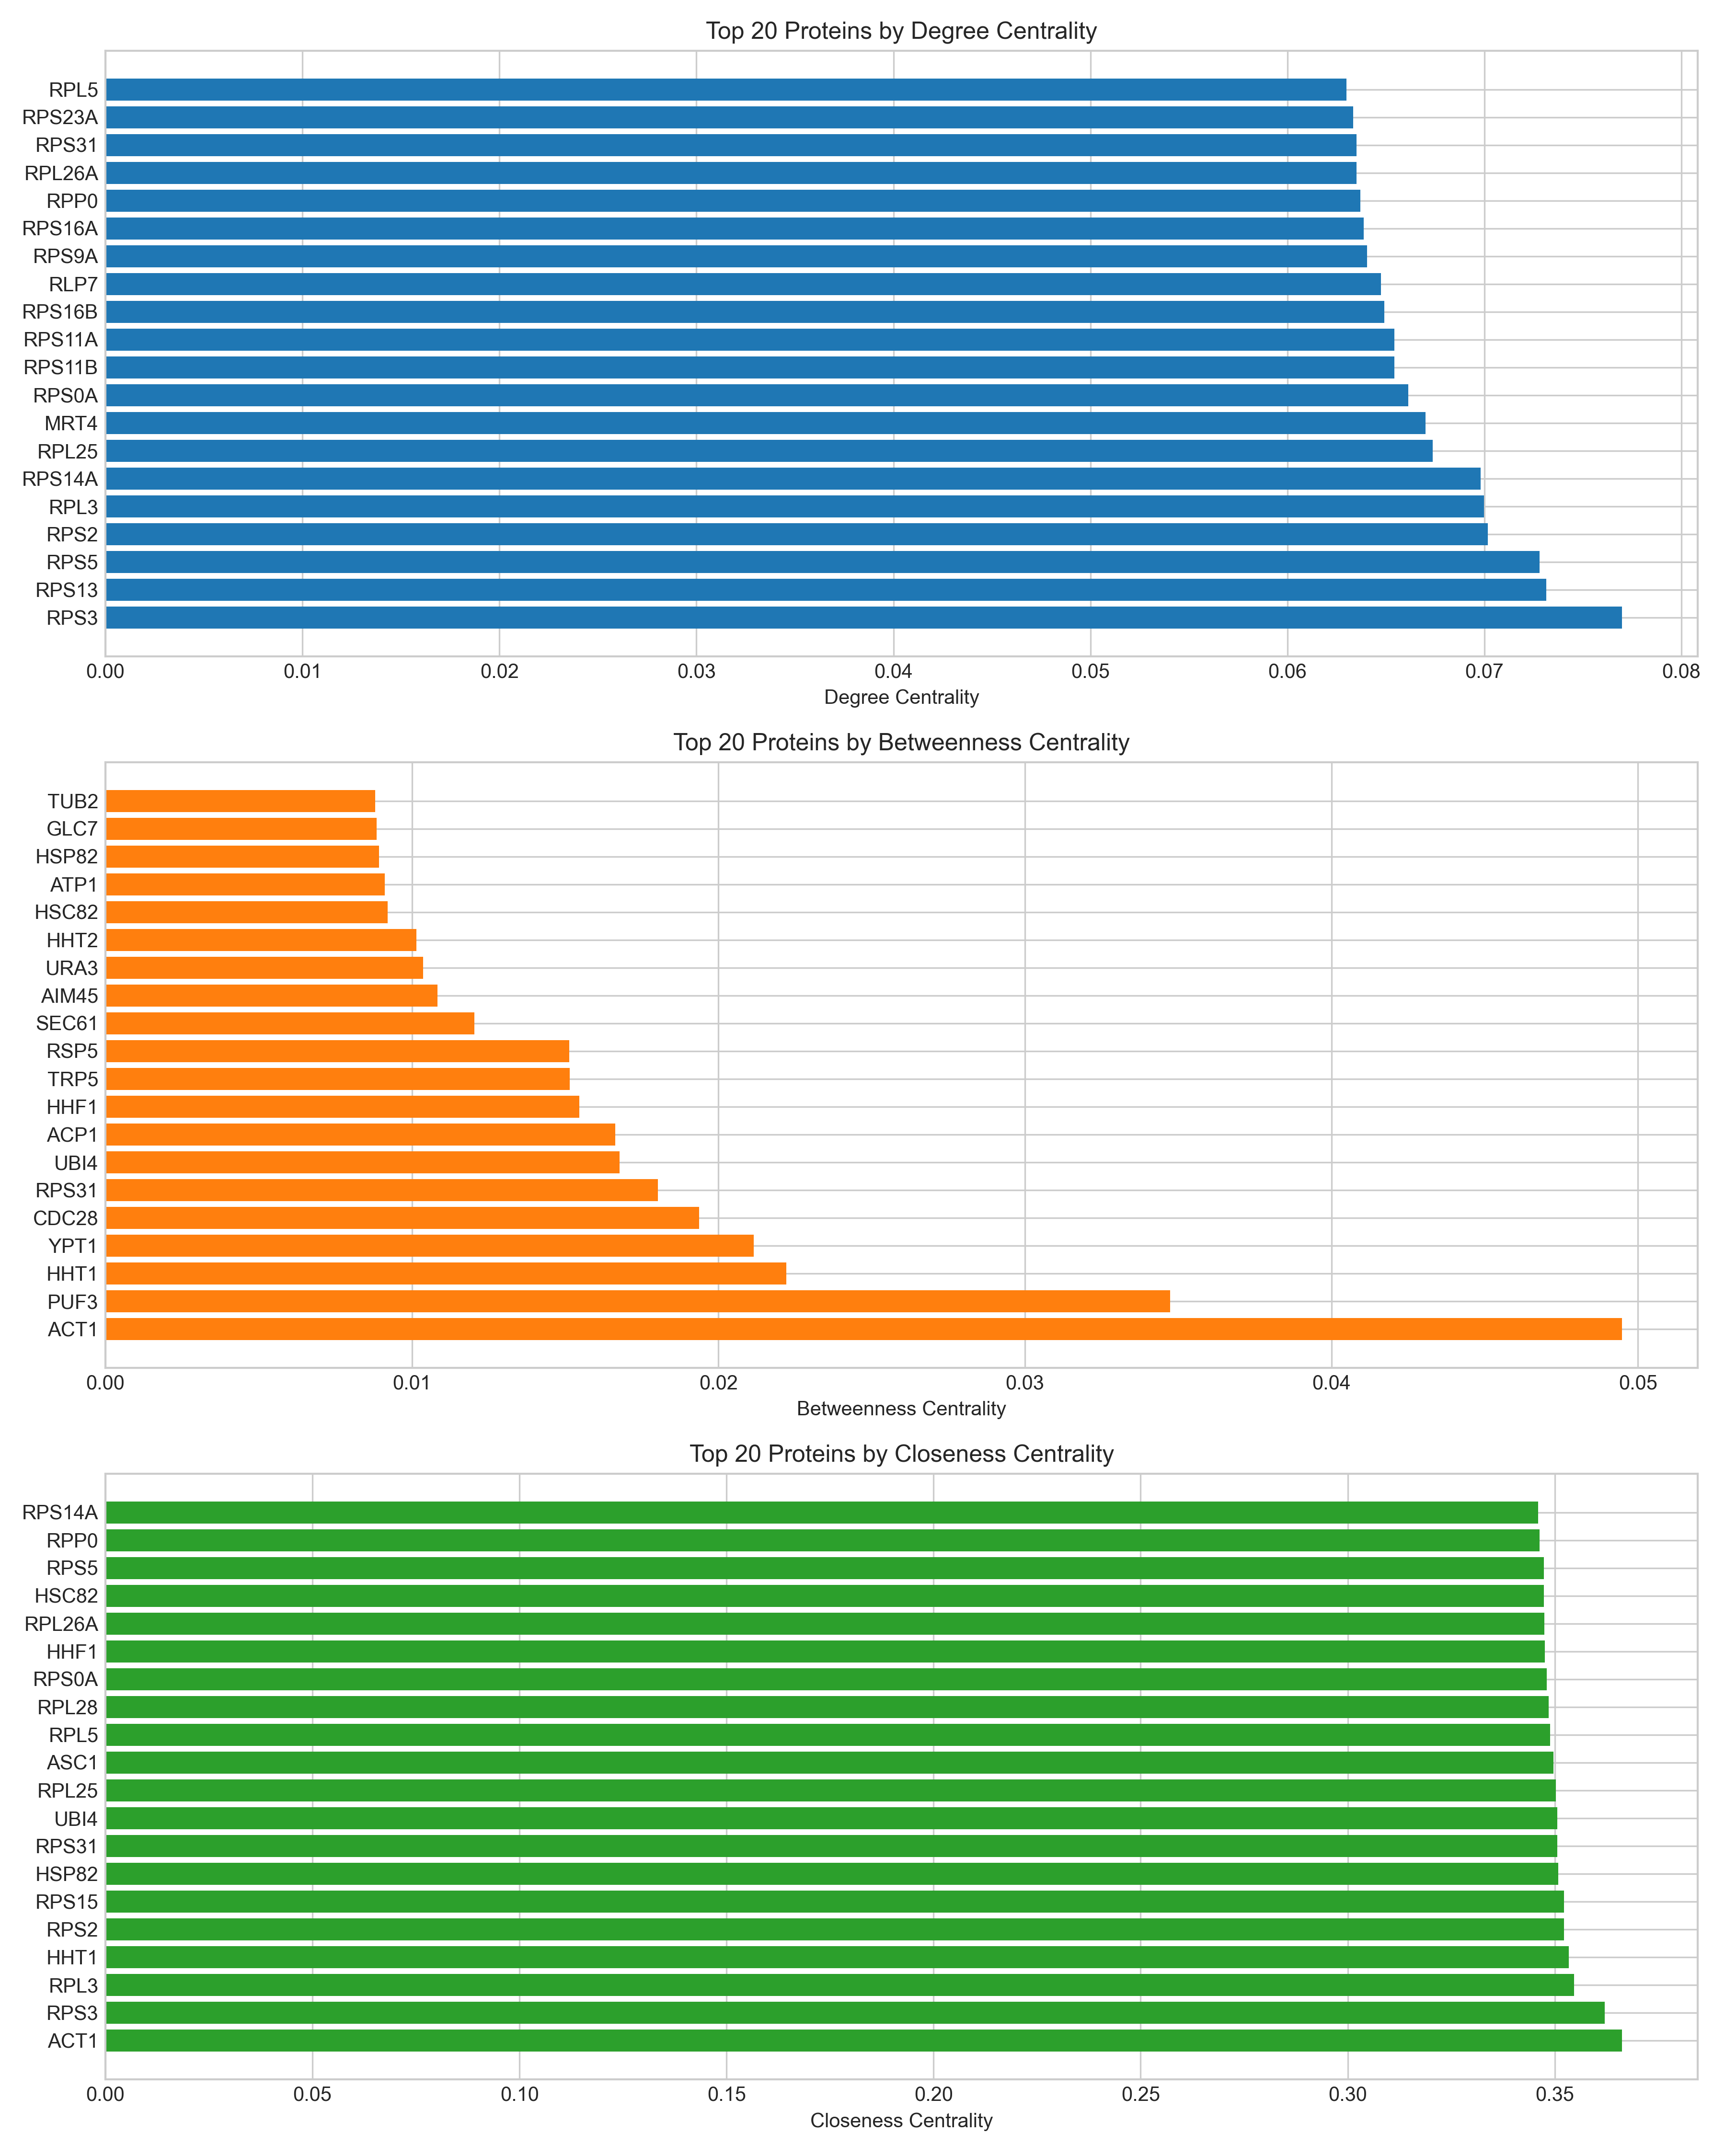 Top 20 Proteins by Degree Centrality
RPL5
RPS23A
RPS31
RPL26A
RPP0
RPS16A
RPS9A
RLP7
RPS16B
RPS11A
RPS11B
RPS0A
MRT4
RPL25
RPS14A
RPL3
RPS2
RPS5
RPS13
RPS3
0.00 0.01 0.02 0.03 0.04 0.05 0.06 0.07 0.08
Degree Centrality
Top 20 Proteins by Betweenness Centrality
TUB2
GLC7
HSP82
ATP1
HSC82
HHT2
URA3
AIM45
SEC61
RSP5
TRP5
HHF1
ACP1
UBI4
RPS31
CDC28
YPT1
HHT1
PUF3
ACT1
0.00 0.01 0.02 0.03 0.04 0.05
Betweenness Centrality
Top 20 Proteins by Closeness Centrality
RPS14A
RPP0
RPS5
HSC82
RPL26A
HHF1
RPS0A
RPL28
RPL5
ASC1
RPL25
UBI4
RPS31
HSP82
RPS15
RPS2
HHT1
RPL3
RPS3
ACT1
0.00 0.05 0.10 0.15 0.20 0.25 0.30 0.35
Closeness Centrality